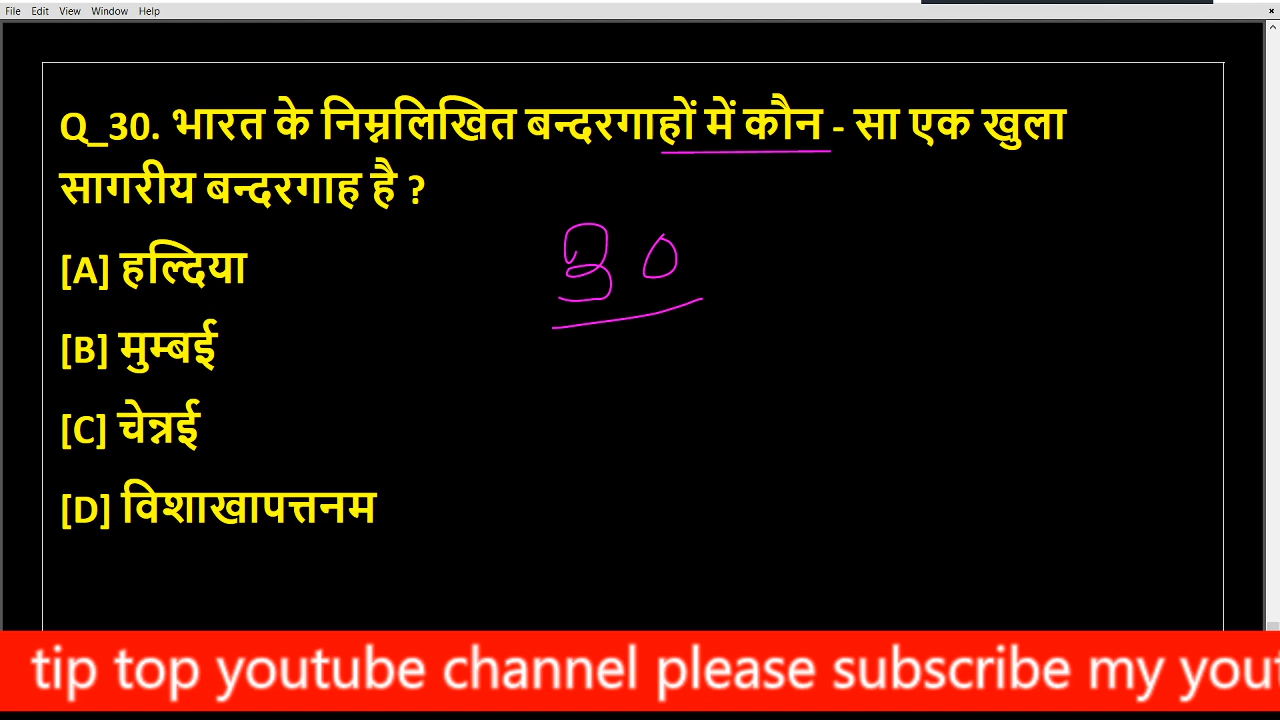 File Edit View Window Help
Q_30. भारत के निम्नलिखित बन्दरगाहों में कौन - सा एक खुला
सागरीय बन्दरगाह है ?
30
[A] हल्दिया
[B] मुम्बई
[C] चेन्नई
[D] विशाखापत्तनम
tip top youtube channel please subscribe my yout